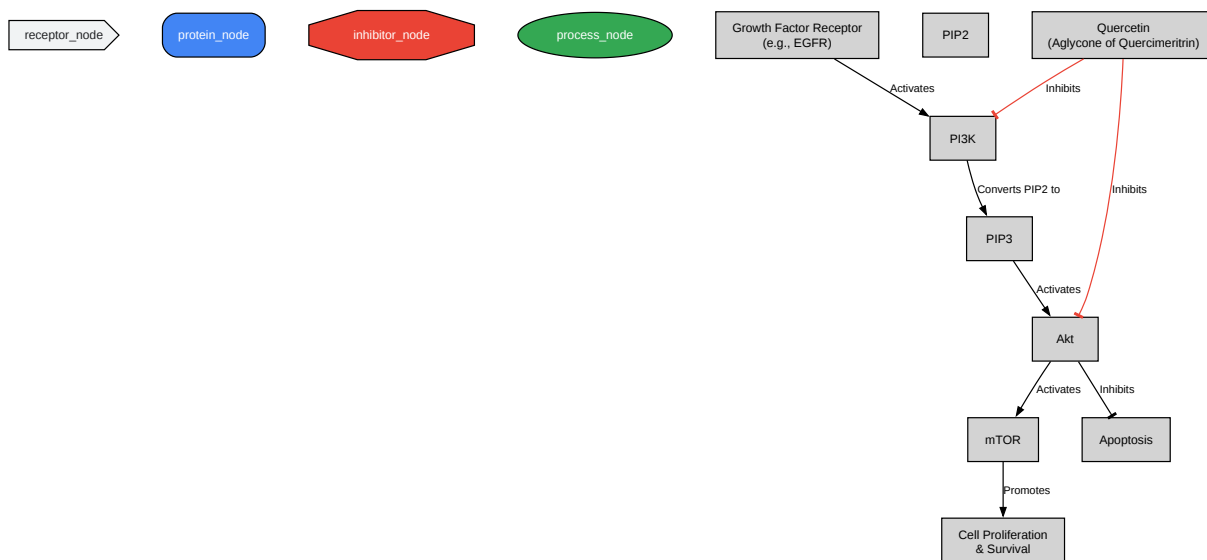 receptor_node
protein_node
inhibitor_node
process_node
Growth Factor Receptor
(e.g., EGFR)
PIP2
Quercetin
(Aglycone of Quercimeritrin)
Activates
Inhibits
PI3K
Converts PIP2 to
Inhibits
PIP3
Activates
Akt
Activates
Inhibits
mTOR
Apoptosis
Promotes
Cell Proliferation
& Survival